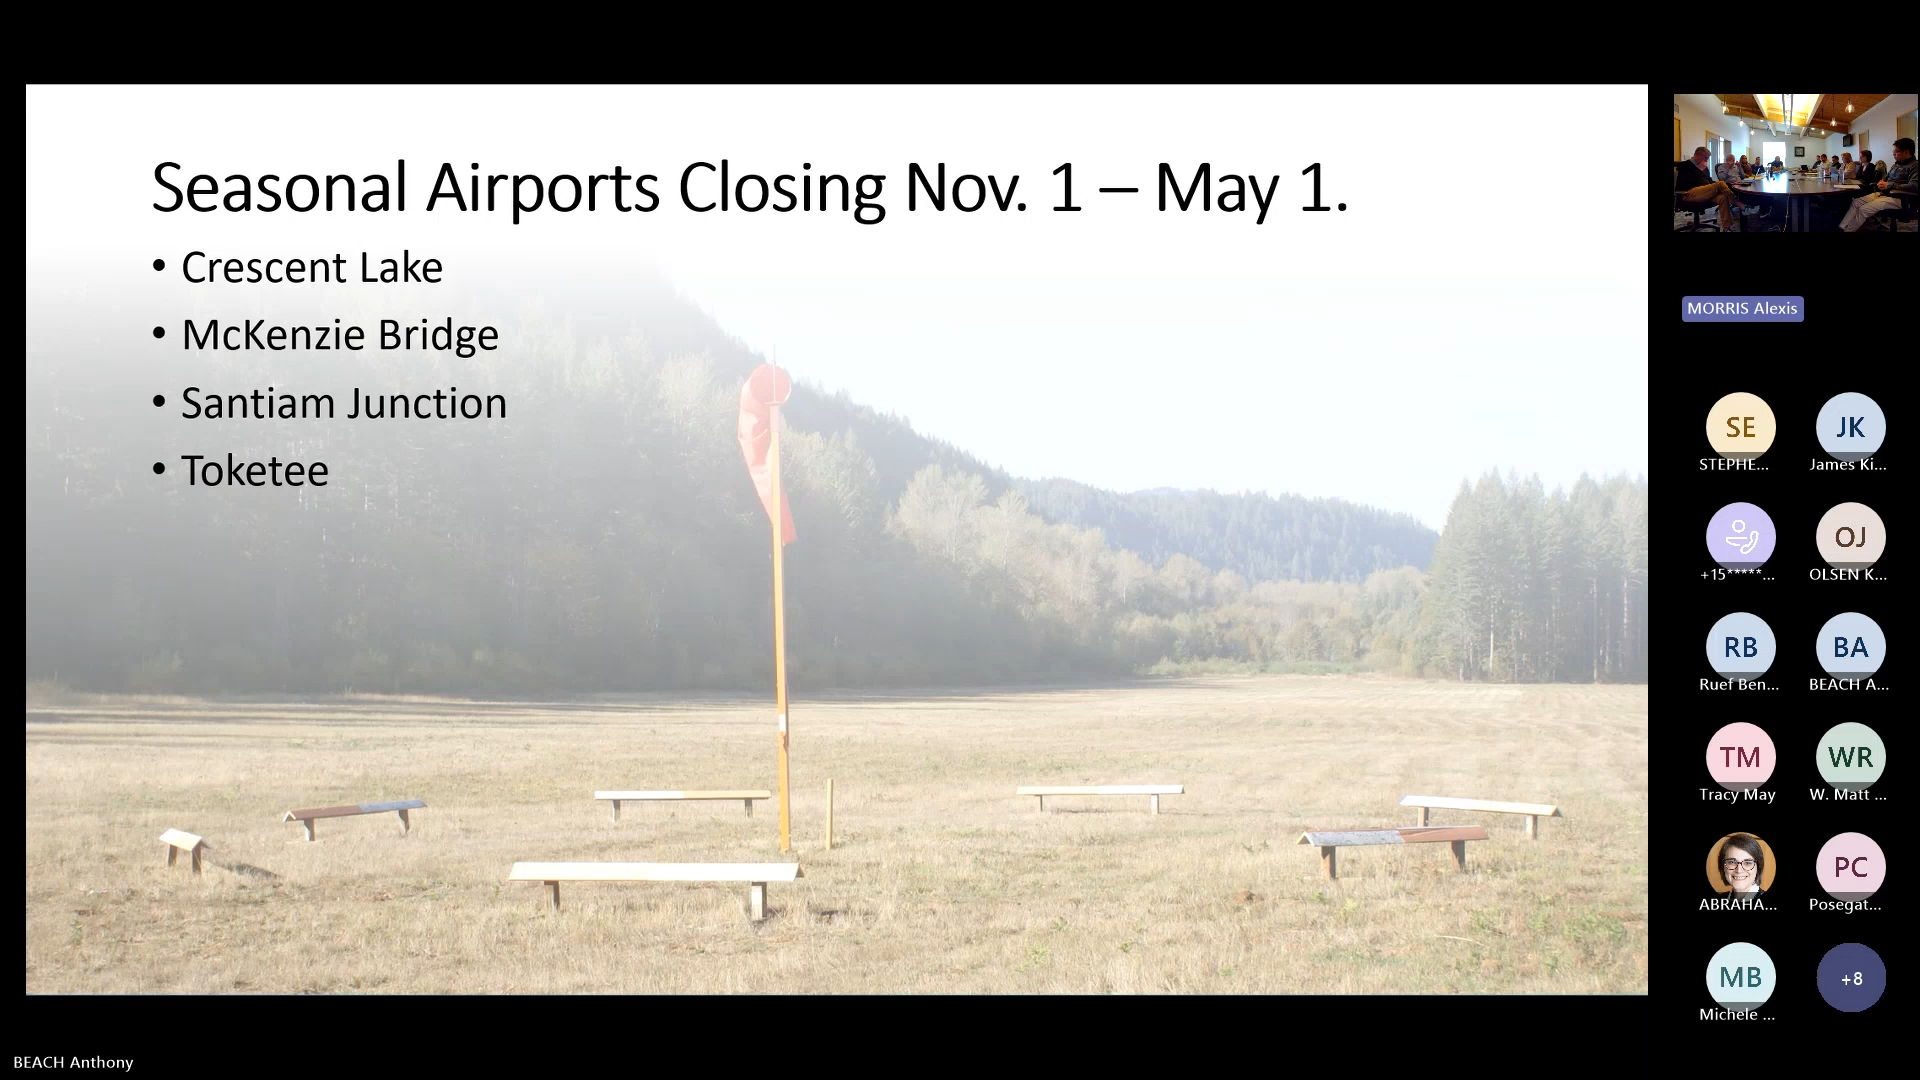 Seasonal Airports Closing Nov. 1 – May 1.
• Crescent Lake
• McKenzie Bridge
• Santiam Junction
• Toketee
MORRIS Alexis
SE
JK
STEPHE...
James Ki...
OJ
+15*****...
OLSEN K...
RB
BA
Ruef Ben...
BEACH A...
TM
WR
Tracy May
W. Matt ...
PC
ABRAHA...
Posegat...
MB
+8
Michele ...
BEACH Anthony